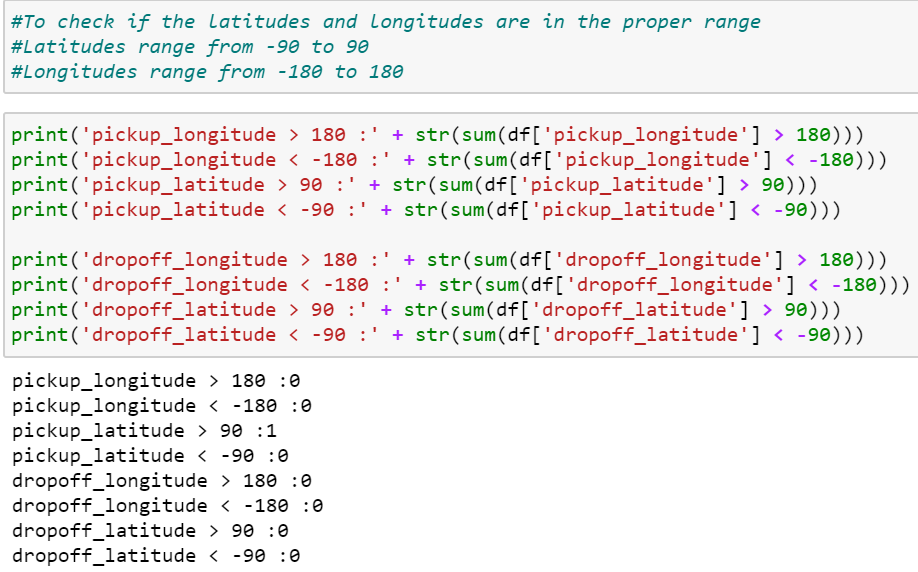 #To check if the latitudes and longitudes are in the proper range
#Latitudes range from -90 to 90
#Longitudes range from -180 to 180
print('pickup_longitude > 180 :' + str(sum(df['pickup_longitude'] > 180)))
print('pickup_longitude < -180 :' + str(sum(df['pickup_longitude'] < -180)))
print('pickup_latitude > 90 :' + str(sum(df['pickup_latitude'] > 90)))
print('pickup_latitude < -90 :' + str(sum(df['pickup_latitude'] < -90)))
print('dropoff_longitude > 180 :' + str(sum(df['dropoff_longitude'] > 180)))
print('dropoff_longitude < -180 :' + str(sum(df['dropoff_longitude'] < -180)))
print('dropoff_latitude > 90 :' + str(sum(df['dropoff_latitude'] > 90)))
print('dropoff_latitude < -90 :' + str(sum(df['dropoff_latitude'] < -90)))
pickup_longitude > 180 :0
pickup_longitude < -180 :0
pickup_latitude > 90 :1
pickup_latitude < -90 :0
dropoff_longitude > 180 :0
dropoff_longitude < -180 :0
dropoff_latitude > 90 :0
dropoff_latitude < -90 :0